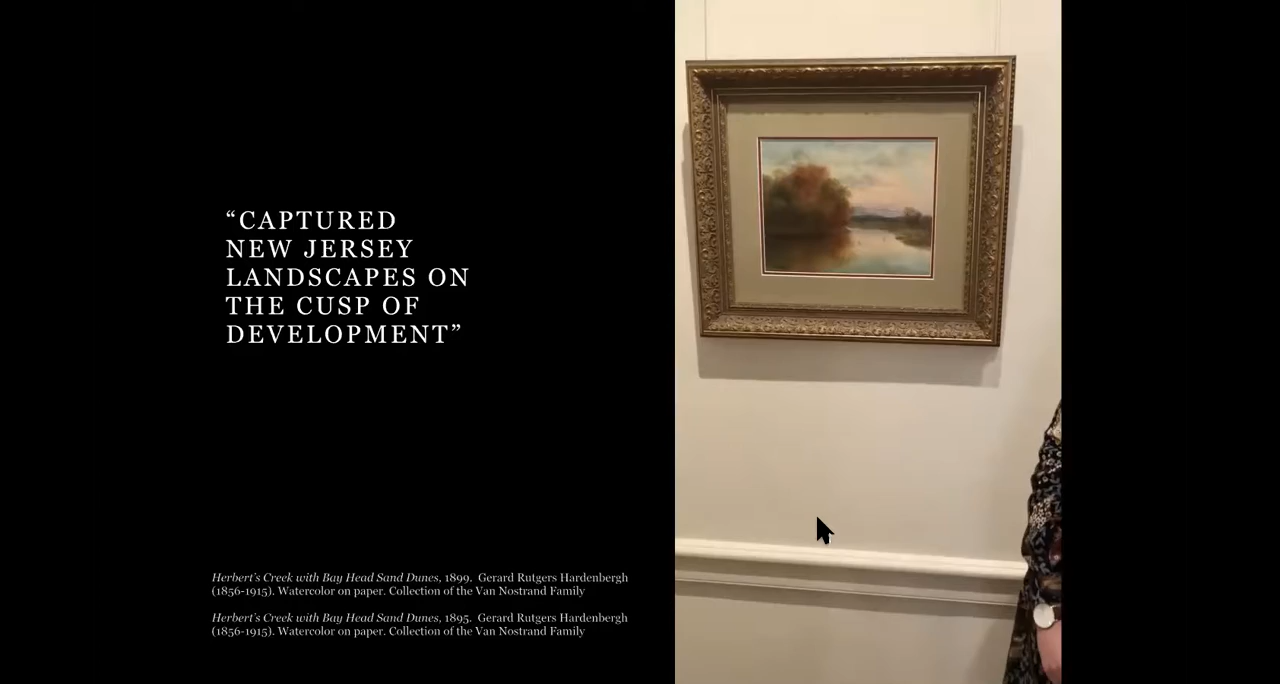 “CAPTURED
NEW JERSEY
LANDSCAPES ON
THE CUSP OF
DEVELOPMENT”
Herbert’s Creek with Bay Head Sand Dunes, 1899.  Gerard Rutgers Hardenbergh
(1856-1915). Watercolor on paper. Collection of the Van Nostrand Family
Herbert’s Creek with Bay Head Sand Dunes, 1895.  Gerard Rutgers Hardenbergh
(1856-1915). Watercolor on paper. Collection of the Van Nostrand Family